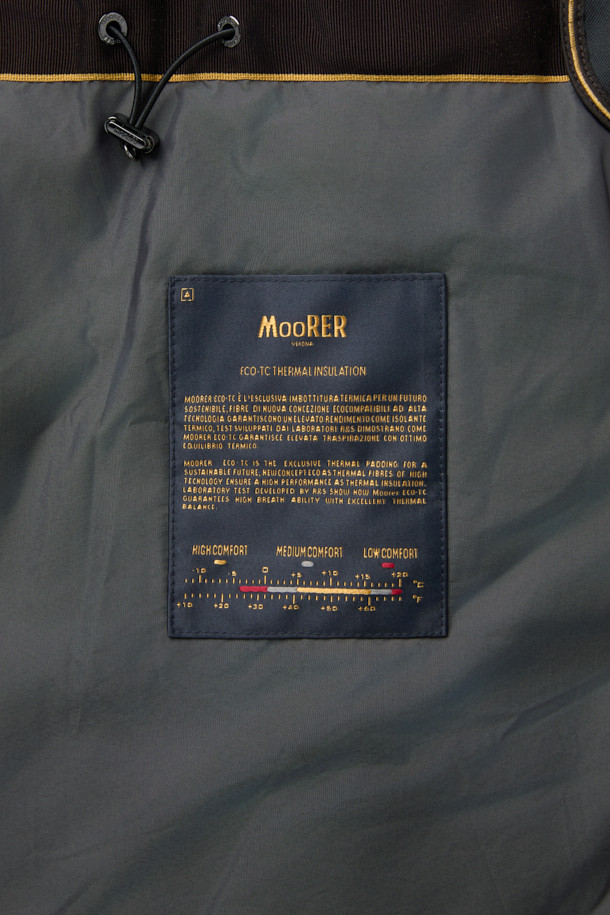 A
MooRER
VERONA
ECO-TC THERMAL INSULATION
MOORER ECO-TC È L'ESCLUSIVA IMBOTTITURA TERMICA PER UN FUTURO
SOSTENIBILE, FIBRE DI NUOVA CONCEZIONE ECOCOMPATIBILI AD ALTA
TECNOLOGIA GARANTISCONO UN ELEVATO RENDIMENTO COME ISOLANTE
TERMICO, TEST SVILUPPATI DAI LABORATORI R&S DIMOSTRANO COME
MOORER ECO-TC GARANTISCE ELEVATA TRASPIRAZIONE CON OTTIMO
EQUILIBRIO TERMICO.
MOORER ECO TC IS THE EXCLUSIVE THERMAL PADDING FOR A
SUSTAINABLE FUTURE, NEW CONCEPT ECO AS THERMAL FIBRES OF HIGH
TECNOLOGY ENSURE A HIGH PERFORMANCE AS THERMAL INSULATION.
LABORATORY TEST DEVELOPED BY R&S SHOW HOW Moorer ECO-TC
GUARANTEES HIGH BREATH ABILITY WITH EXCELLENT THERMAL
BALANCE.
HIGH COMFORT MEDIUM COMFORT LOW COMFORT
-10 -5 0 +5 +10 +15 +20 °C
+10 +20 +30 +40 +50 +60 °F